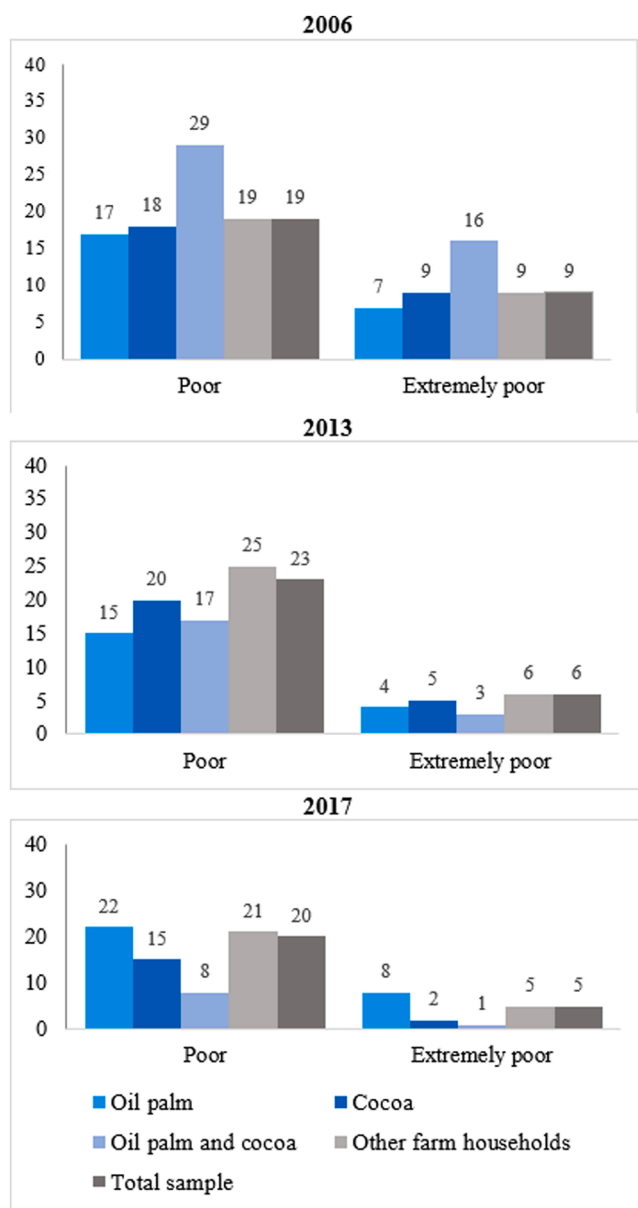 2006
40
35
30
25
20
15
10
5
0
17 18 29 19 19
7 9 16 9 9
Poor Extremely poor
2013
40
35
30
25
20
15
10
5
0
15 20 17 25 23
4 5 3 6 6
Poor Extremely poor
2017
40
30
20
10
0
22 15 8 21 20
8 2 1 5 5
Poor Extremely poor
Oil palm Cocoa
Oil palm and cocoa Other farm households
Total sample